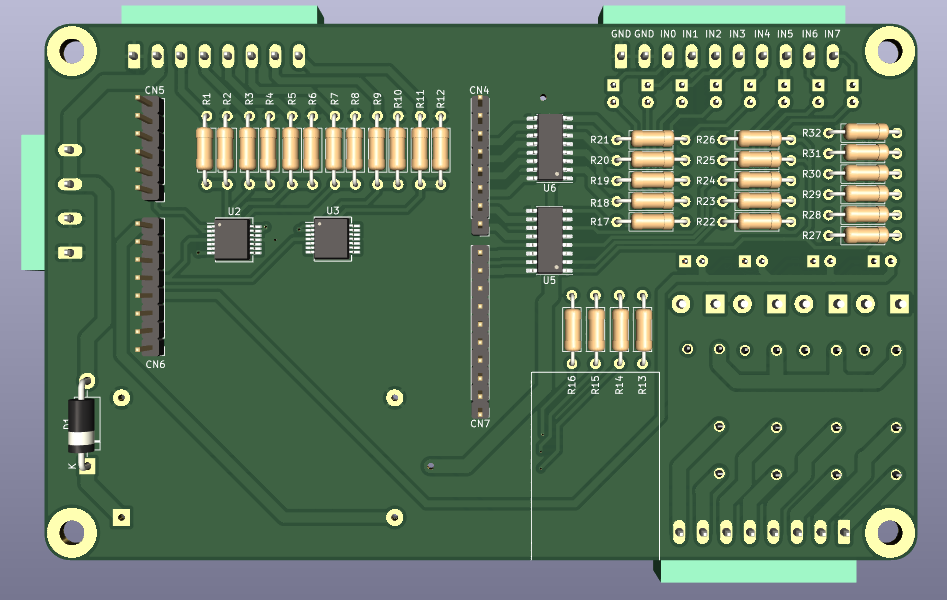 GND GND IN0 IN1 IN2 IN3 IN4 IN5 IN6 IN7
CN5
R1 R2 R3 R4 R5 R6 R7 R8 R9 R10 R11 R12
CN4
U6
R21
R20
R19
R18
R17
R26
R25
R24
R23
R22
R32
R31
R30
R29
R28
R27
U2
U3
U5
CN6
R16 R15 R14 R13
CN7
K